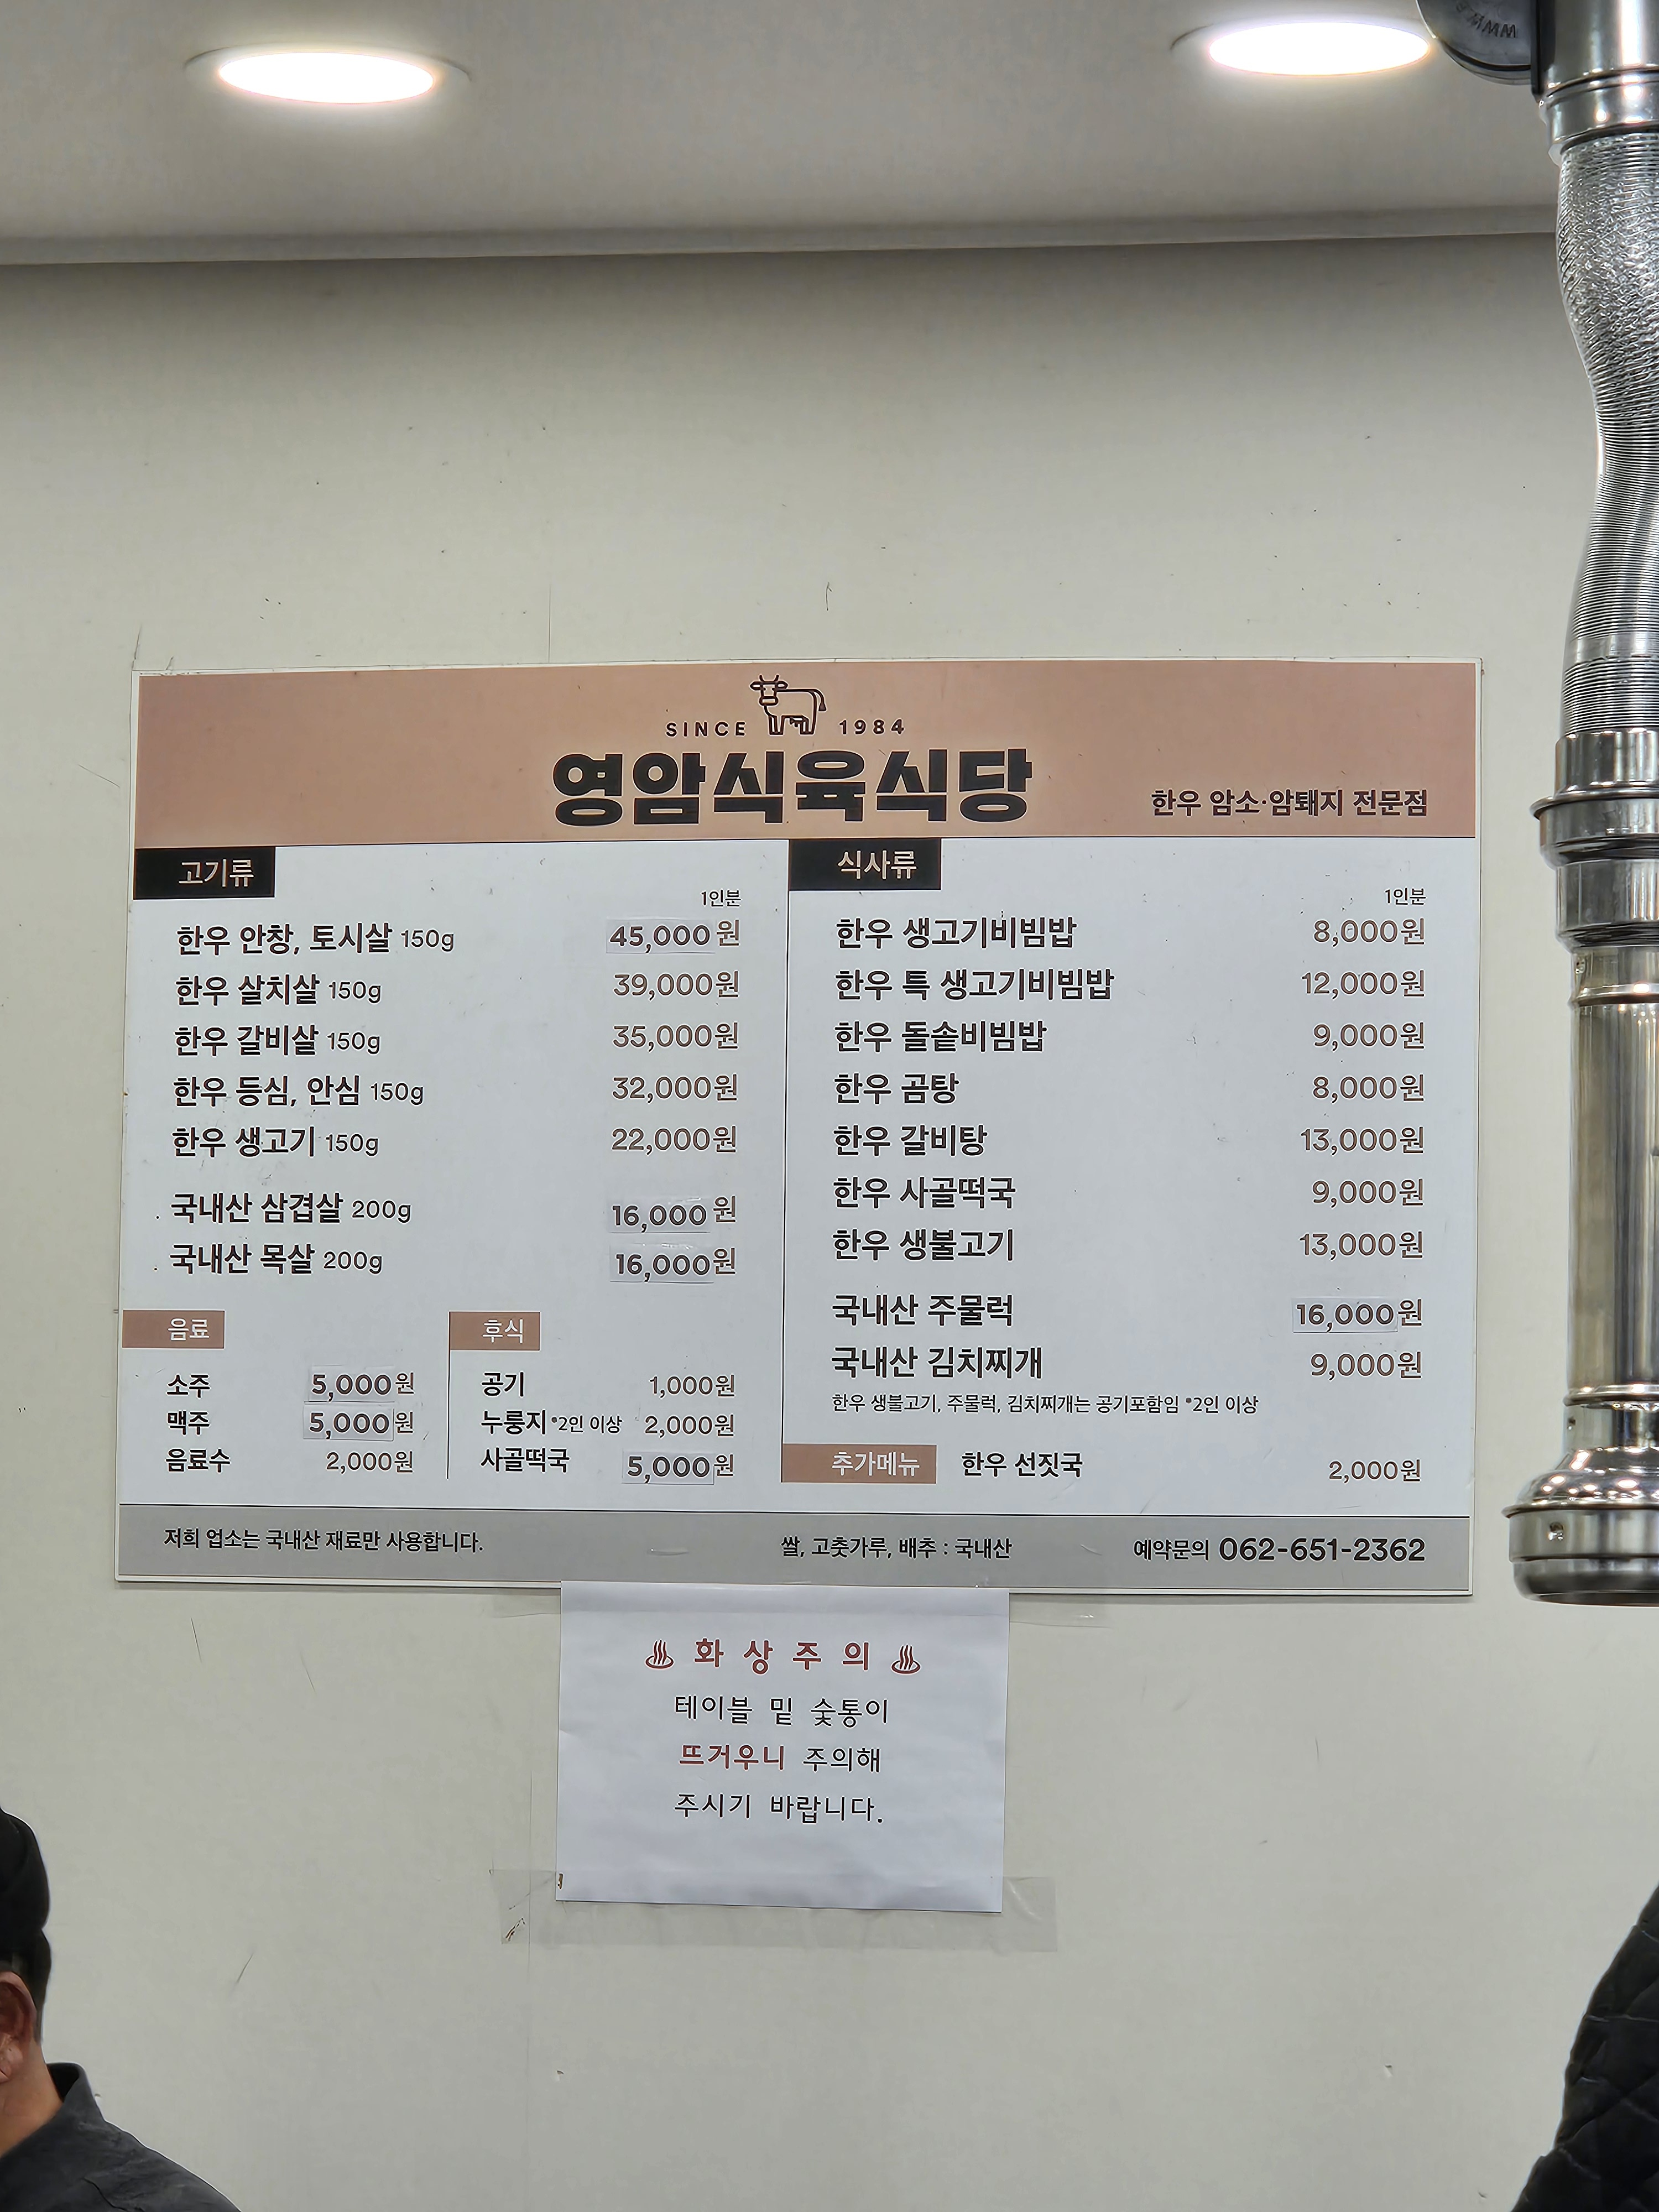 SINCE 1984
영암식육식당
한우 암소·암퇘지 전문점
고기류
1인분
한우 안창, 토시살 150g 45,000원
한우 살치살 150g 39,000원
한우 갈비살 150g 35,000원
한우 등심, 안심 150g 32,000원
한우 생고기 150g 22,000원
국내산 삼겹살 200g 16,000원
국내산 목살 200g 16,000원
음료
소주 5,000원
맥주 5,000원
음료수 2,000원
후식
공기 1,000원
누룽지 *2인 이상 2,000원
사골떡국 5,000원
식사류
1인분
한우 생고기비빔밥 8,000원
한우 특 생고기비빔밥 12,000원
한우 돌솥비빔밥 9,000원
한우 곰탕 8,000원
한우 갈비탕 13,000원
한우 사골떡국 9,000원
한우 생불고기 13,000원
국내산 주물럭 16,000원
국내산 김치찌개 9,000원
한우 생불고기, 주물럭, 김치찌개는 공기포함임 *2인 이상
추가메뉴 한우 선짓국 2,000원
저희 업소는 국내산 재료만 사용합니다.
쌀, 고춧가루, 배추 : 국내산
예약문의 062-651-2362
♨ 화상주의 ♨
테이블 밑 숯통이
뜨거우니 주의해
주시기 바랍니다.